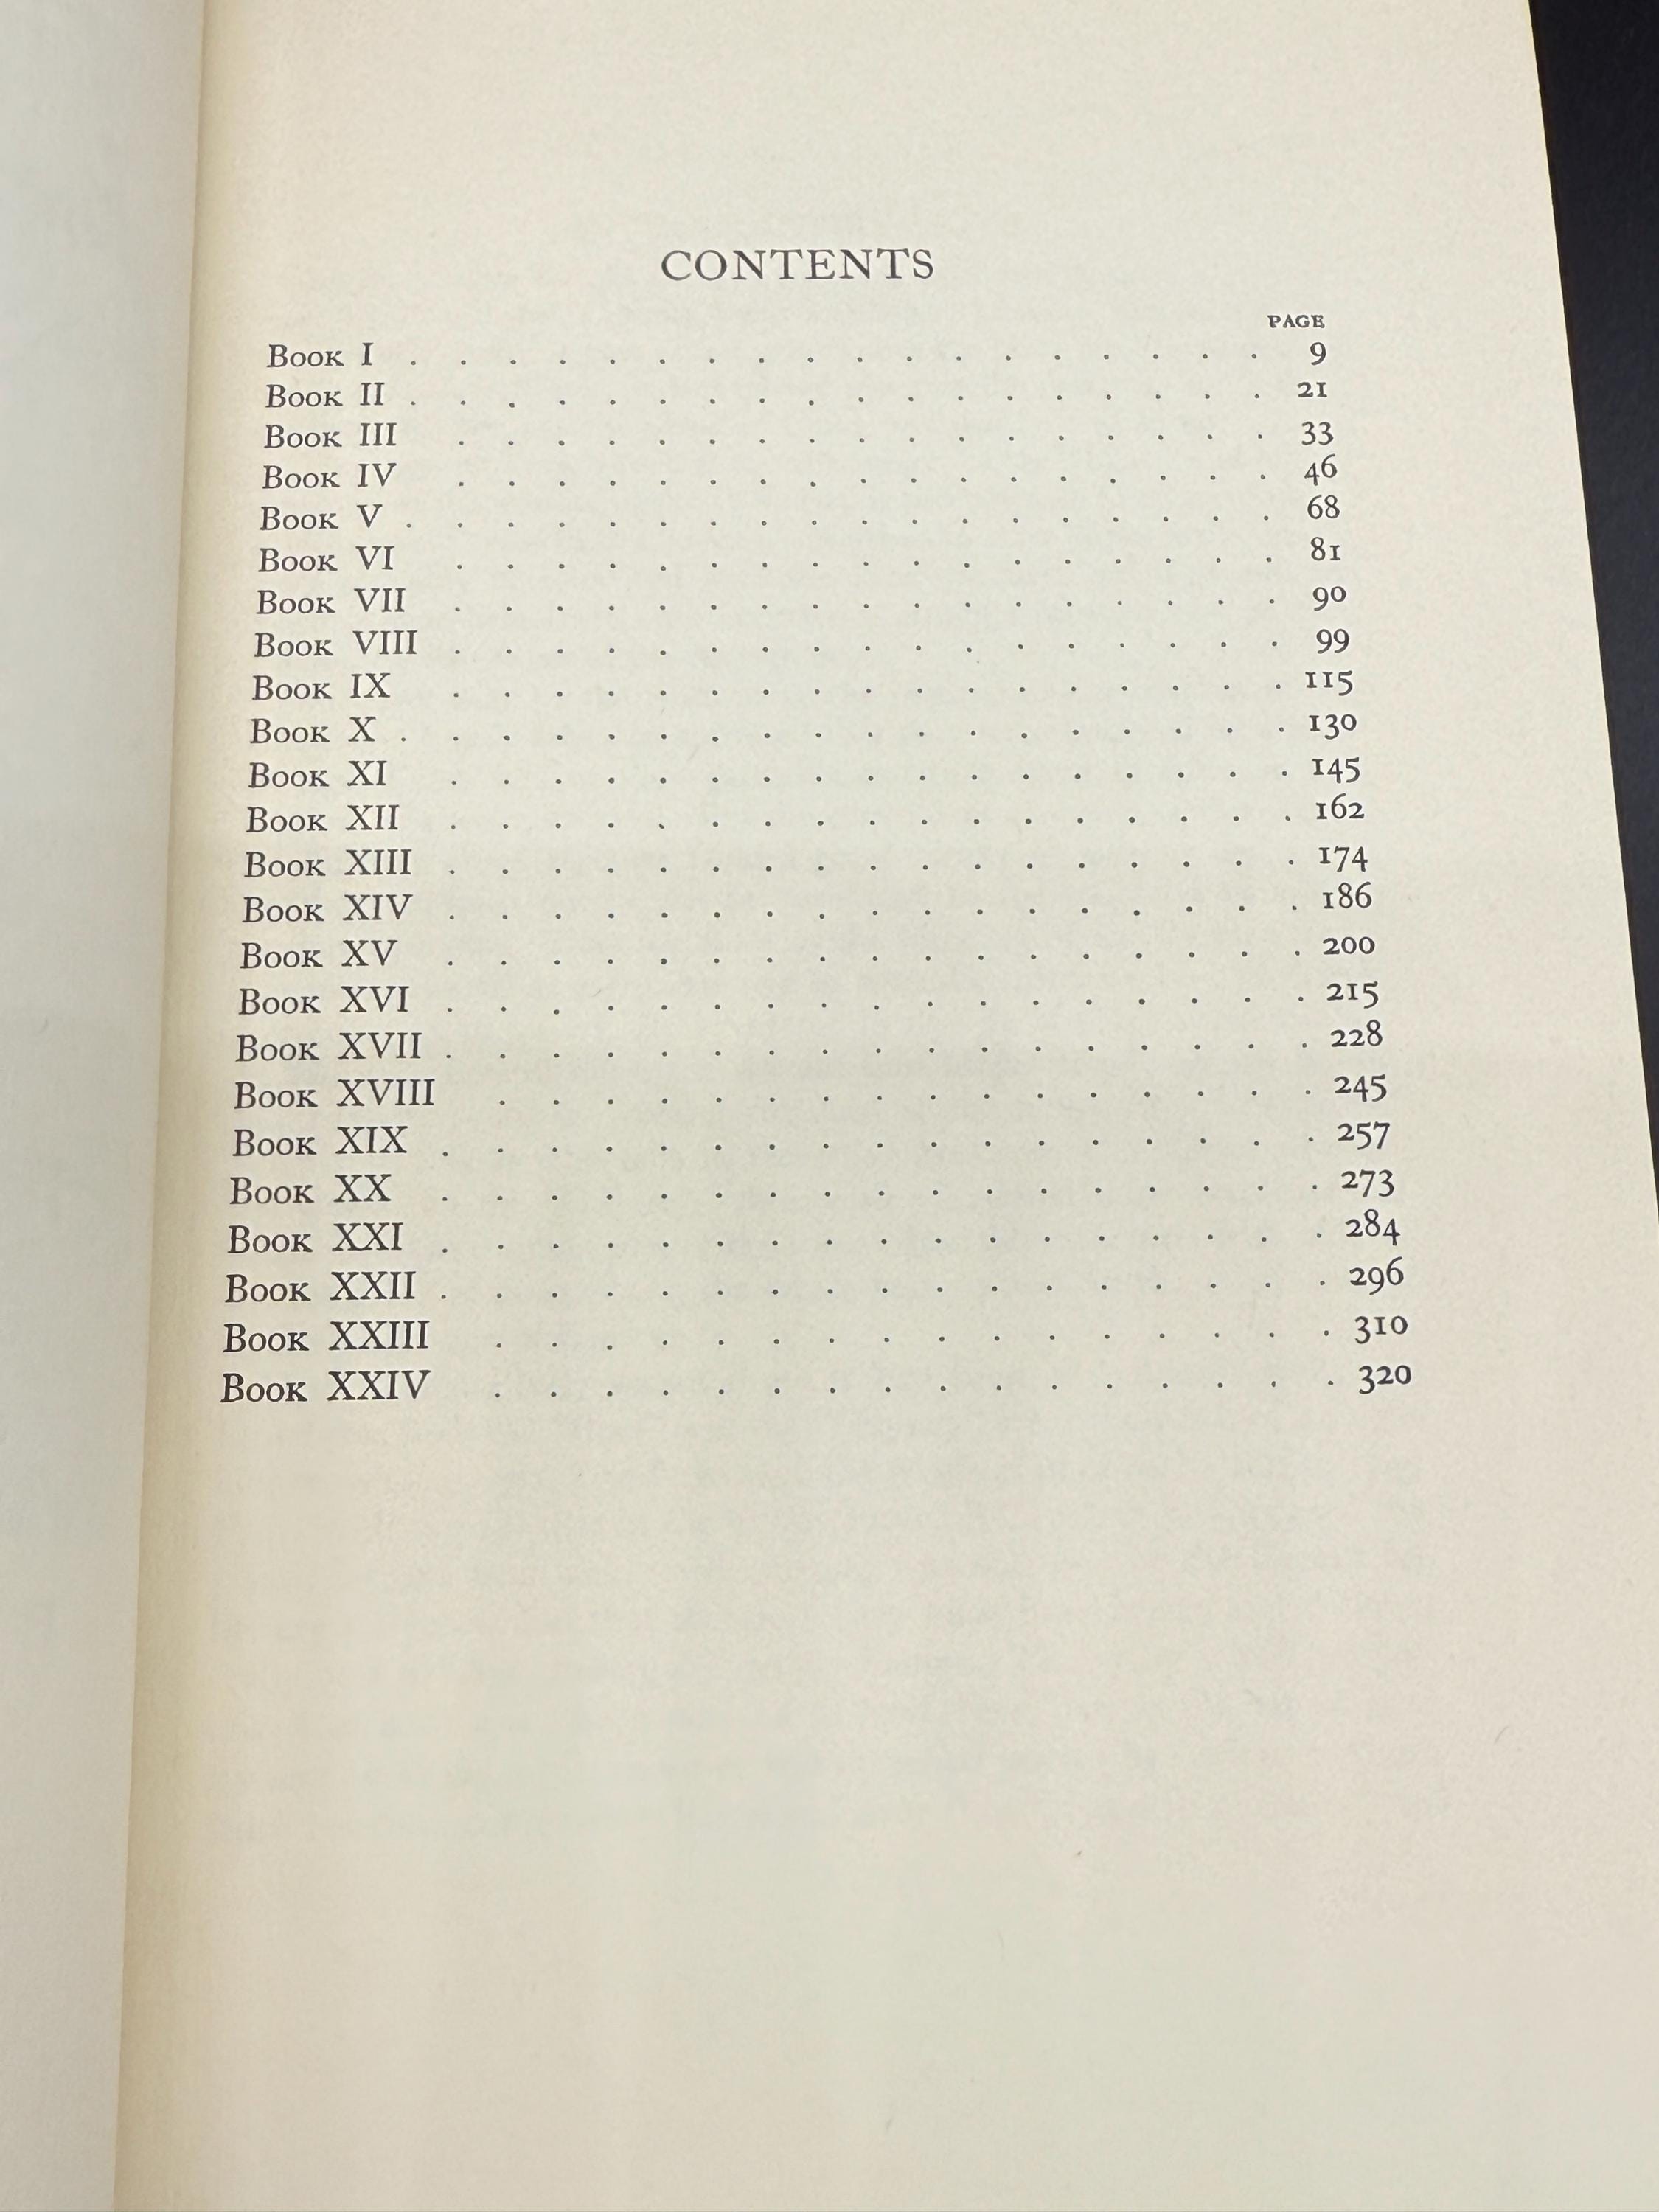 CONTENTS
PAGE
Book I . . . . . . . . . . . . . . . . . . 9
Book II . . . . . . . . . . . . . . . . . . 21
Book III . . . . . . . . . . . . . . . . . 33
Book IV . . . . . . . . . . . . . . . . . 46
Book V . . . . . . . . . . . . . . . . . . 68
Book VI . . . . . . . . . . . . . . . . . 81
Book VII . . . . . . . . . . . . . . . . . 90
Book VIII . . . . . . . . . . . . . . . . . 99
Book IX . . . . . . . . . . . . . . . . . 115
Book X . . . . . . . . . . . . . . . . . . 130
Book XI . . . . . . . . . . . . . . . . . 145
Book XII . . . . . . . . . . . . . . . . . 162
Book XIII . . . . . . . . . . . . . . . . . 174
Book XIV . . . . . . . . . . . . . . . . . 186
Book XV . . . . . . . . . . . . . . . . . 200
Book XVI . . . . . . . . . . . . . . . . . 215
Book XVII . . . . . . . . . . . . . . . . . 228
Book XVIII . . . . . . . . . . . . . . . . 245
Book XIX . . . . . . . . . . . . . . . . . 257
Book XX . . . . . . . . . . . . . . . . . 273
Book XXI . . . . . . . . . . . . . . . . . 284
Book XXII . . . . . . . . . . . . . . . . . 296
Book XXIII . . . . . . . . . . . . . . . . 310
Book XXIV . . . . . . . . . . . . . . . . 320